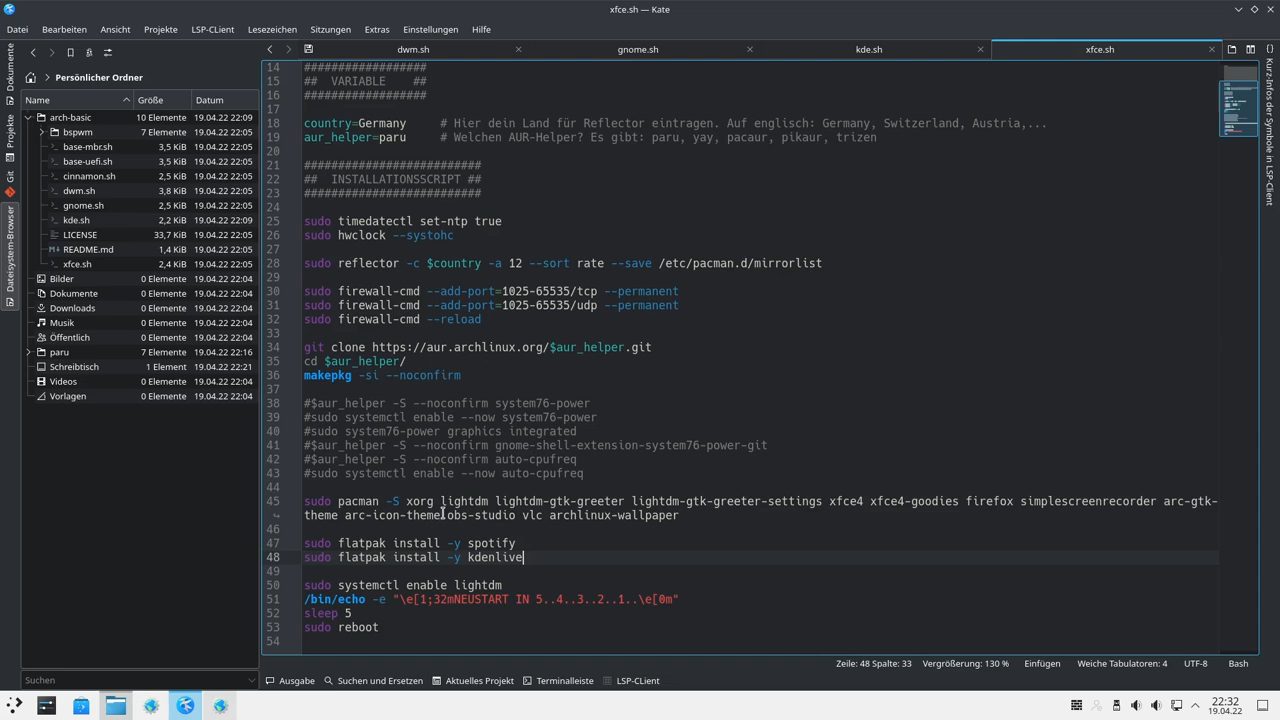 xfce.sh — Kate
Datei Bearbeiten Ansicht Projekte LSP-CLient Lesezeichen Sitzungen Extras Einstellungen Hilfe
dwm.sh gnome.sh kde.sh xfce.sh
Persönlicher Ordner
Name Größe Datum
arch-basic 10 Elemente 19.04.22 22:09
bspwm 7 Elemente 19.04.22 22:05
base-mbr.sh 3,5 KiB 19.04.22 22:05
base-uefi.sh 3,5 KiB 19.04.22 22:05
cinnamon.sh 2,5 KiB 19.04.22 22:05
dwm.sh 3,8 KiB 19.04.22 22:05
gnome.sh 2,5 KiB 19.04.22 22:05
kde.sh 2,2 KiB 19.04.22 22:09
LICENSE 33,7 KiB 19.04.22 22:05
README.md 1,4 KiB 19.04.22 22:05
xfce.sh 2,4 KiB 19.04.22 22:05
Bilder 0 Elemente 19.04.22 22:04
Dokumente 0 Elemente 19.04.22 22:04
Downloads 0 Elemente 19.04.22 22:04
Musik 0 Elemente 19.04.22 22:04
Öffentlich 0 Elemente 19.04.22 22:04
paru 7 Elemente 19.04.22 22:16
Schreibtisch 1 Element 19.04.22 22:21
Videos 0 Elemente 19.04.22 22:04
Vorlagen 0 Elemente 19.04.22 22:04
Suchen
Dokumente
Projekte
Git
Dateisystem-Browser
14 ##################
15 ##  VARIABLE    ##
16 ##################
17
18 country=Germany      # Hier dein Land für Reflector eintragen. Auf englisch: Germany, Switzerland, Austria,...
19 aur_helper=paru     # Welchen AUR-Helper? Es gibt: paru, yay, pacaur, pikaur, trizen
20
21 ##########################
22 ##  INSTALLATIONSSCRIPT ##
23 ##########################
24
25 sudo timedatectl set-ntp true
26 sudo hwclock --systohc
27
28 sudo reflector -c $country -a 12 --sort rate --save /etc/pacman.d/mirrorlist
29
30 sudo firewall-cmd --add-port=1025-65535/tcp --permanent
31 sudo firewall-cmd --add-port=1025-65535/udp --permanent
32 sudo firewall-cmd --reload
33
34 git clone https://aur.archlinux.org/$aur_helper.git
35 cd $aur_helper/
36 makepkg -si --noconfirm
37
38 #$aur_helper -S --noconfirm system76-power
39 #sudo systemctl enable --now system76-power
40 #sudo system76-power graphics integrated
41 #$aur_helper -S --noconfirm gnome-shell-extension-system76-power-git
42 #$aur_helper -S --noconfirm auto-cpufreq
43 #sudo systemctl enable --now auto-cpufreq
44
45 sudo pacman -S xorg lightdm lightdm-gtk-greeter lightdm-gtk-greeter-settings xfce4 xfce4-goodies firefox simplescreenrecorder arc-gtk-
theme arc-icon-theme obs-studio vlc archlinux-wallpaper
46
47 sudo flatpak install -y spotify
48 sudo flatpak install -y kdenlive
49
50 sudo systemctl enable lightdm
51 /bin/echo -e "\e[1;32mNEUSTART IN 5..4..3..2..1..\e[0m"
52 sleep 5
53 sudo reboot
54
Kurz-Infos der Symbole in LSP-Client
Zeile: 48 Spalte: 33 Vergrößerung: 130 % Einfügen Weiche Tabulatoren: 4 UTF-8 Bash
Ausgabe Suchen und Ersetzen Aktuelles Projekt Terminalleiste LSP-CLient
22:32
19.04.22